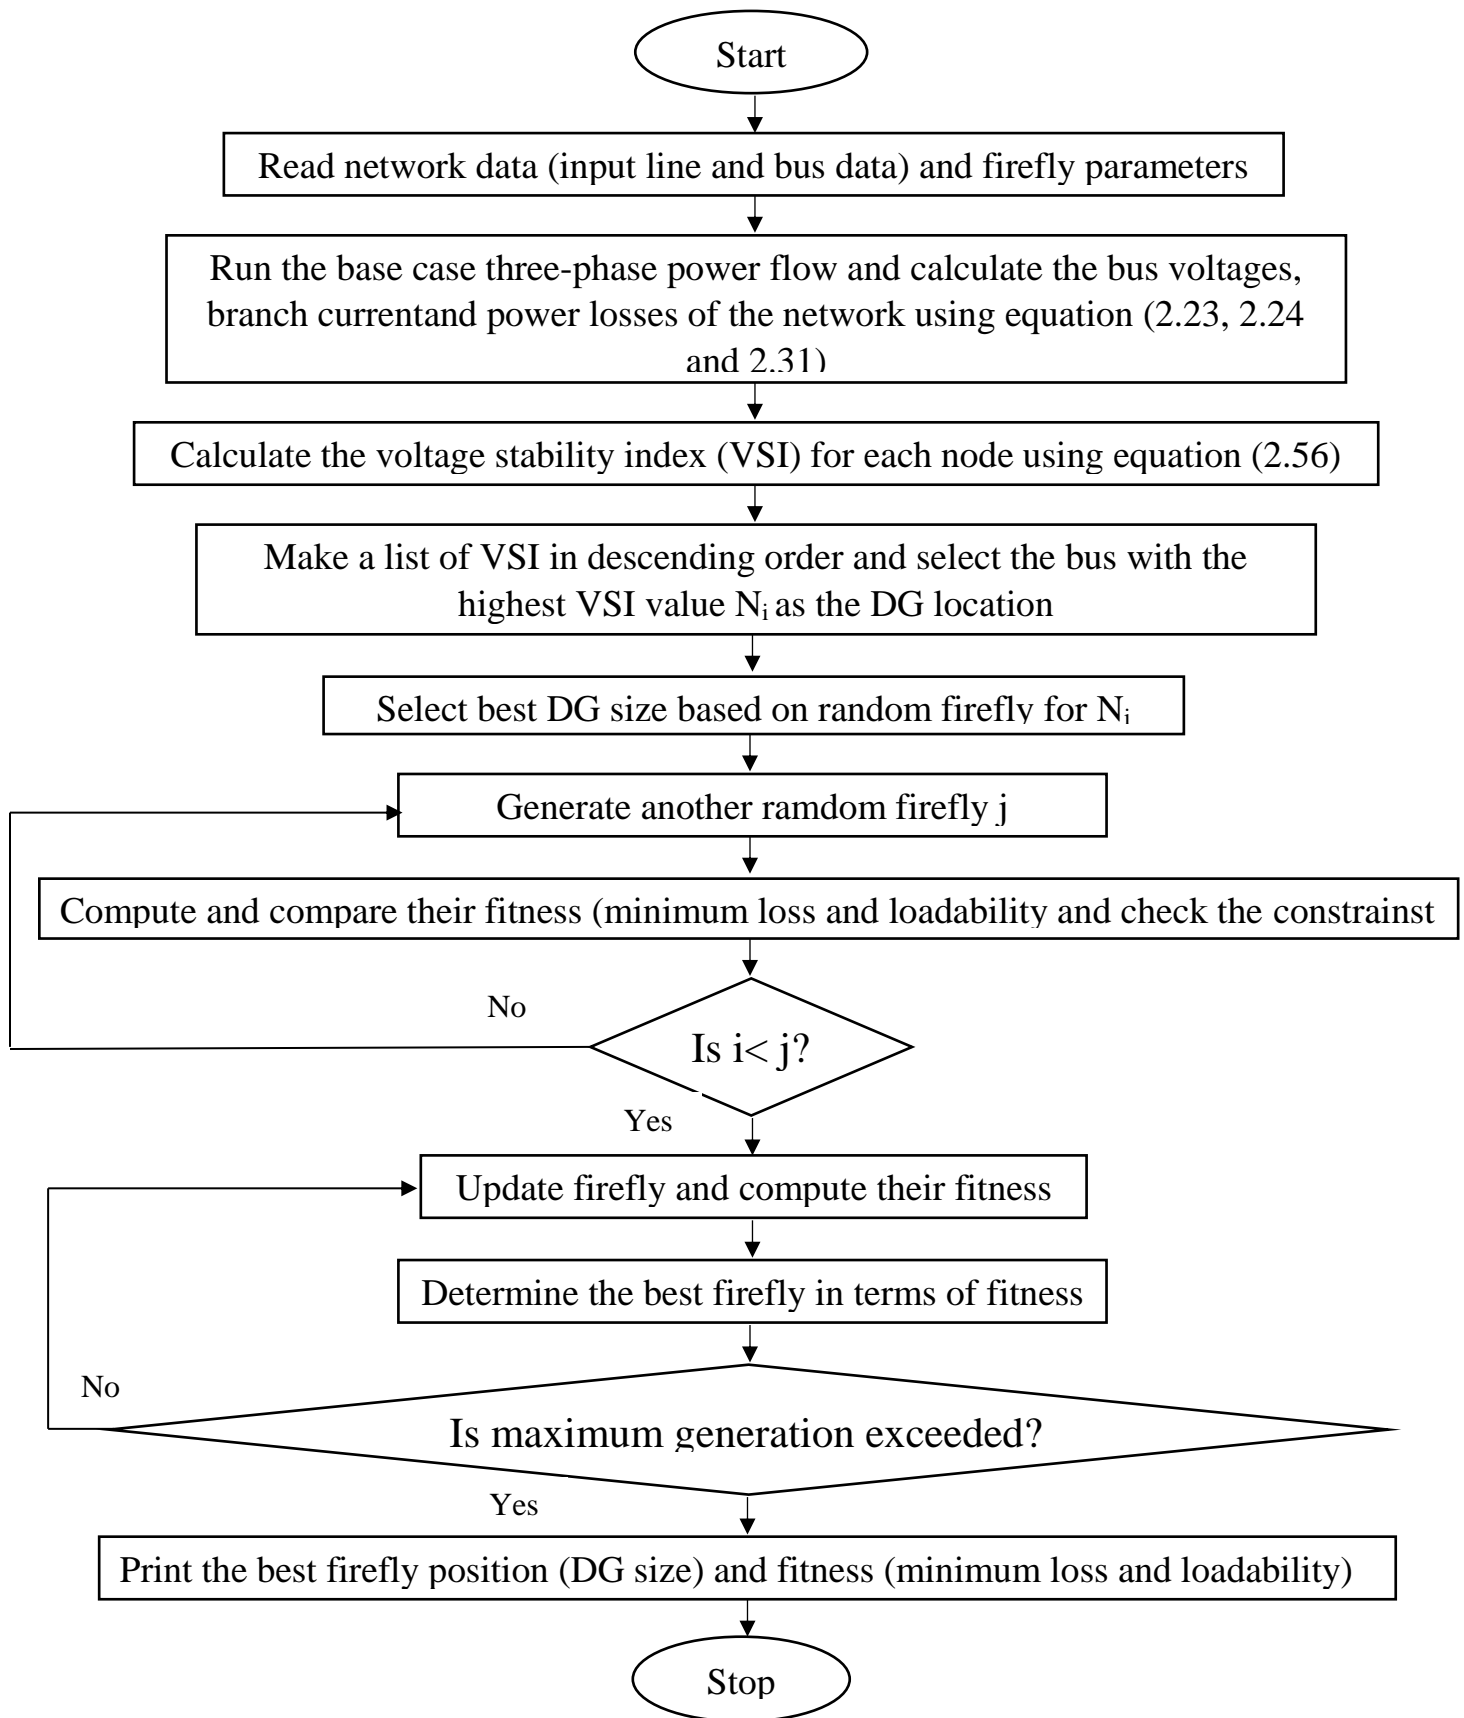 Start
Read network data (input line and bus data) and firefly parameters
Run the base case three-phase power flow and calculate the bus voltages,
branch currentand power losses of the network using equation (2.23, 2.24
and 2.31)
Calculate the voltage stability index (VSI) for each node using equation (2.56)
Make a list of VSI in descending order and select the bus with the
highest VSI value Nᵢ as the DG location
Select best DG size based on random firefly for Nᵢ
Generate another ramdom firefly j
Compute and compare their fitness (minimum loss and loadability and check the constrainst
No
Is i< j?
Yes
Update firefly and compute their fitness
Determine the best firefly in terms of fitness
No
Is maximum generation exceeded?
Yes
Print the best firefly position (DG size) and fitness (minimum loss and loadability)
Stop